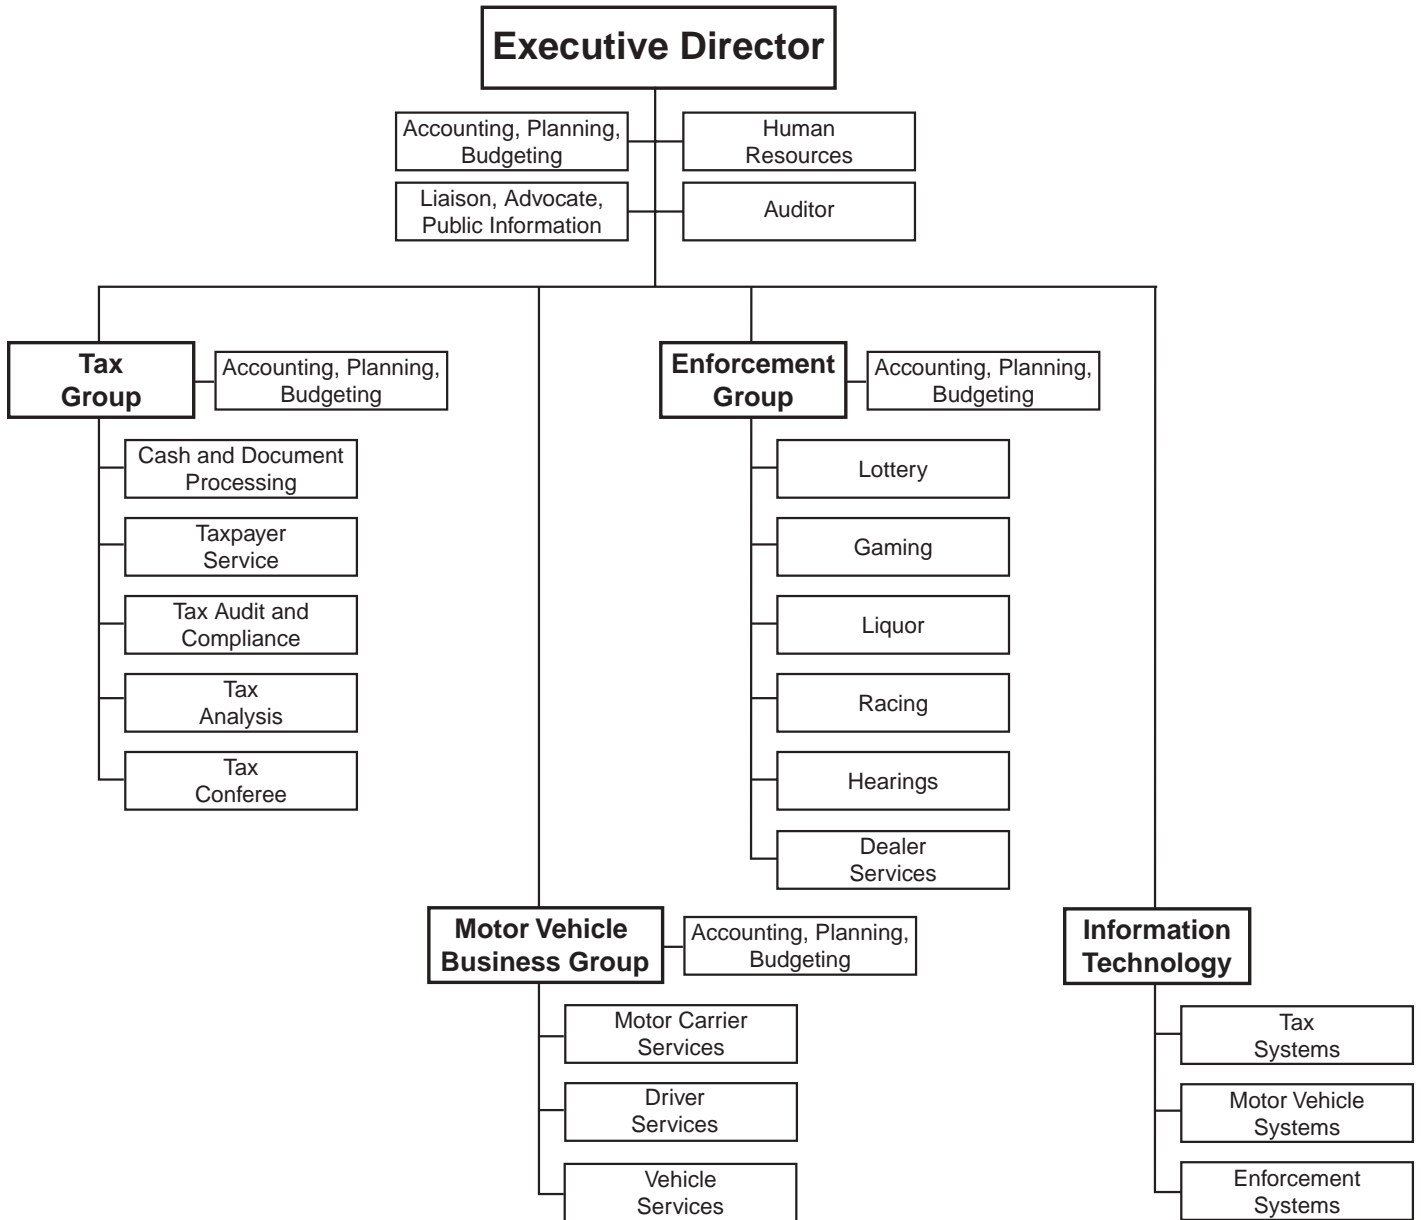 Executive Director
Accounting, Planning,
Budgeting
Human
Resources
Liaison, Advocate,
Public Information
Auditor
Tax
Group
Accounting, Planning,
Budgeting
Cash and Document
Processing
Taxpayer
Service
Tax Audit and
Compliance
Tax
Analysis
Tax
Conferee
Enforcement
Group
Accounting, Planning,
Budgeting
Lottery
Gaming
Liquor
Racing
Hearings
Dealer
Services
Motor Vehicle
Business Group
Accounting, Planning,
Budgeting
Motor Carrier
Services
Driver
Services
Vehicle
Services
Information
Technology
Tax
Systems
Motor Vehicle
Systems
Enforcement
Systems